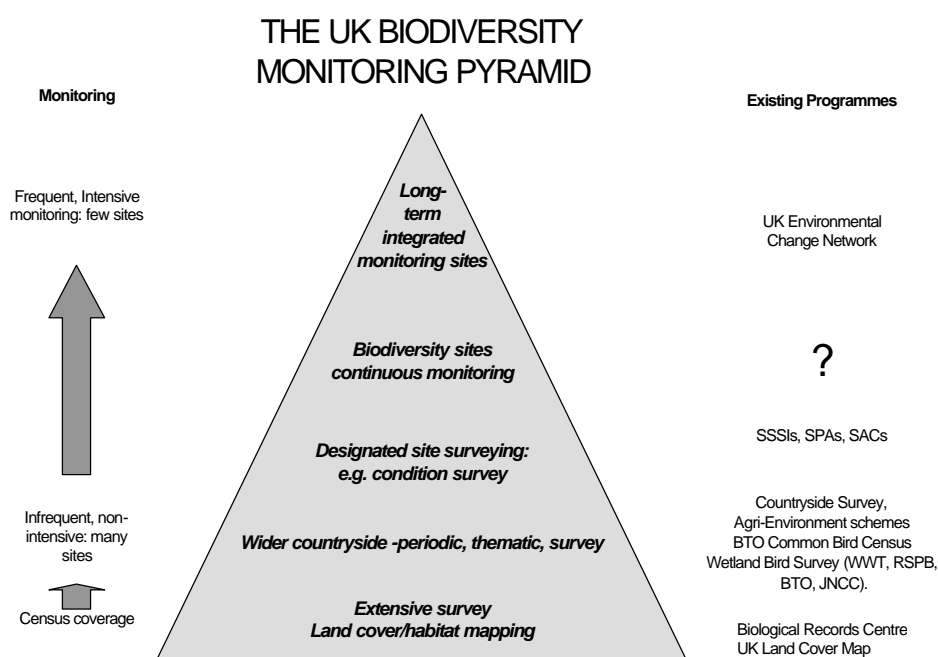 THE UK BIODIVERSITY
MONITORING PYRAMID
Monitoring
Existing Programmes
Frequent, Intensive
monitoring: few sites
Long-
term
integrated
monitoring sites
UK Environmental
Change Network
Biodiversity sites
continuous monitoring
?
Designated site surveying:
e.g. condition survey
SSSIs, SPAs, SACs
Infrequent, non-
intensive: many
sites
Wider countryside -periodic, thematic, survey
Countryside Survey,
Agri-Environment schemes
BTO Common Bird Census
Wetland Bird Survey (WWT, RSPB,
BTO, JNCC).
Census coverage
Extensive survey
Land cover/habitat mapping
Biological Records Centre
UK Land Cover Map